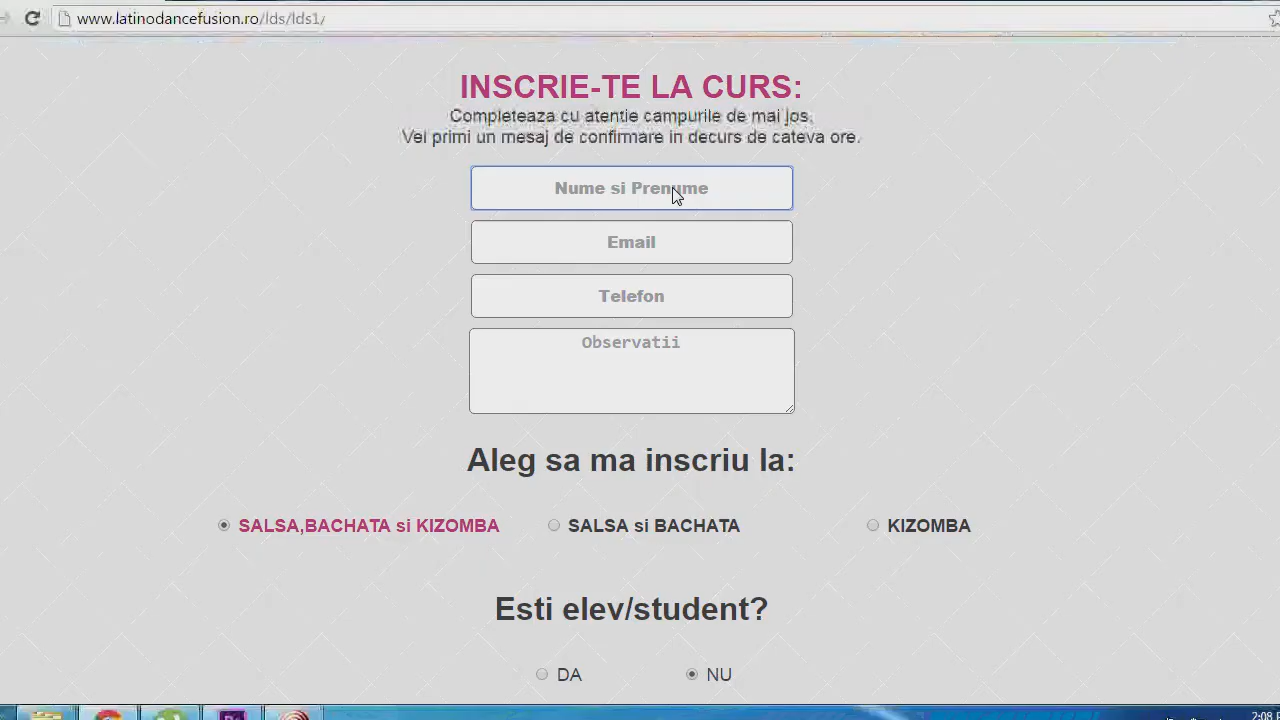 www.latinodancefusion.ro/lds/lds1/
INSCRIE-TE LA CURS:
Completeaza cu atentie campurile de mai jos.
Vei primi un mesaj de confirmare in decurs de cateva ore.
Nume si Prenume
Email
Telefon
Observatii
Aleg sa ma inscriu la:
SALSA,BACHATA si KIZOMBA SALSA si BACHATA KIZOMBA
Esti elev/student?
DA NU